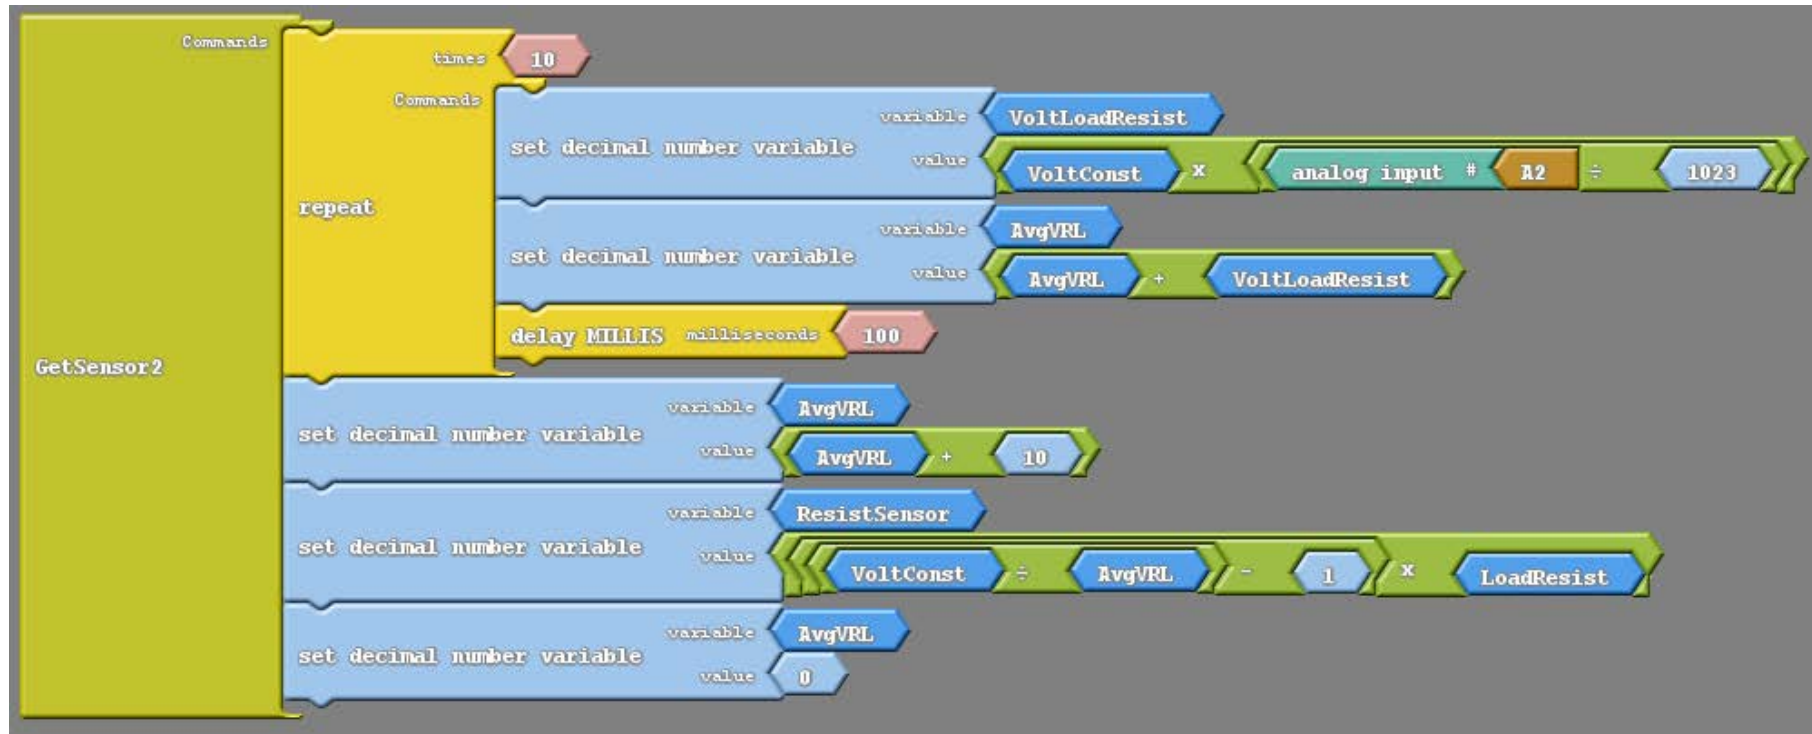 Commands
times 10
Commands
variable VoltLoadResist
set decimal number variable
value VoltConst x analog input # A2 ÷ 1023
repeat
variable AvgVRL
set decimal number variable
value AvgVRL + VoltLoadResist
delay MILLIS milliseconds 100
GetSensor2
variable AvgVRL
set decimal number variable
value AvgVRL + 10
variable ResistSensor
set decimal number variable
value VoltConst ÷ AvgVRL - 1 x LoadResist
variable AvgVRL
set decimal number variable
value 0